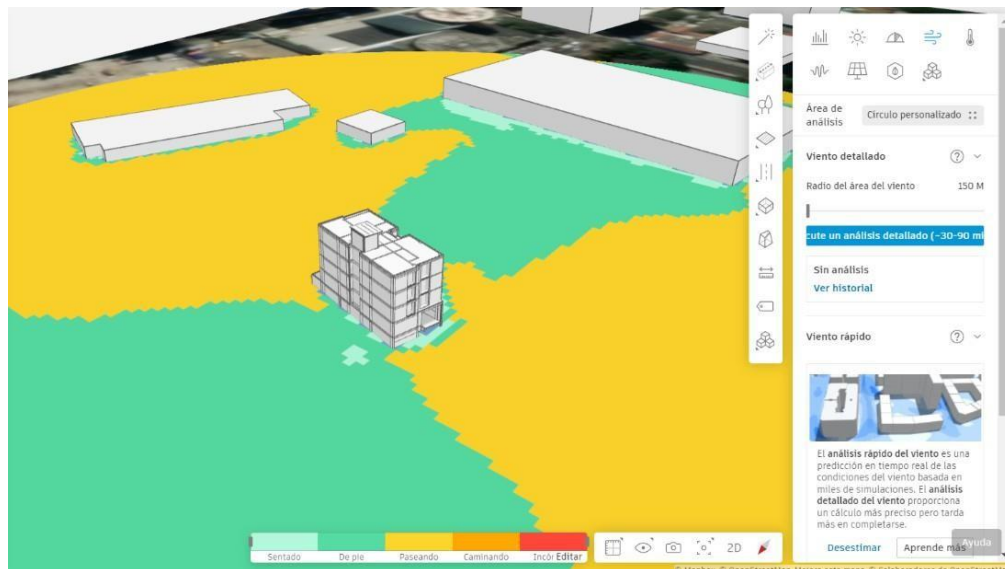 Área de
análisis
Círculo personalizado
Viento detallado
Radio del área del viento
150 M
cute un análisis detallado (~30-90 mi
Sin análisis
Ver historial
Viento rápido
El análisis rápido del viento es una
predicción en tiempo real de las
condiciones del viento basada en
miles de simulaciones. El análisis
detallado del viento proporciona
un cálculo más preciso pero tarda
más en completarse.
Desestimar
Aprende más
Ayuda
Sentado
De pie
Paseando
Caminando
Incór
Editar
2D